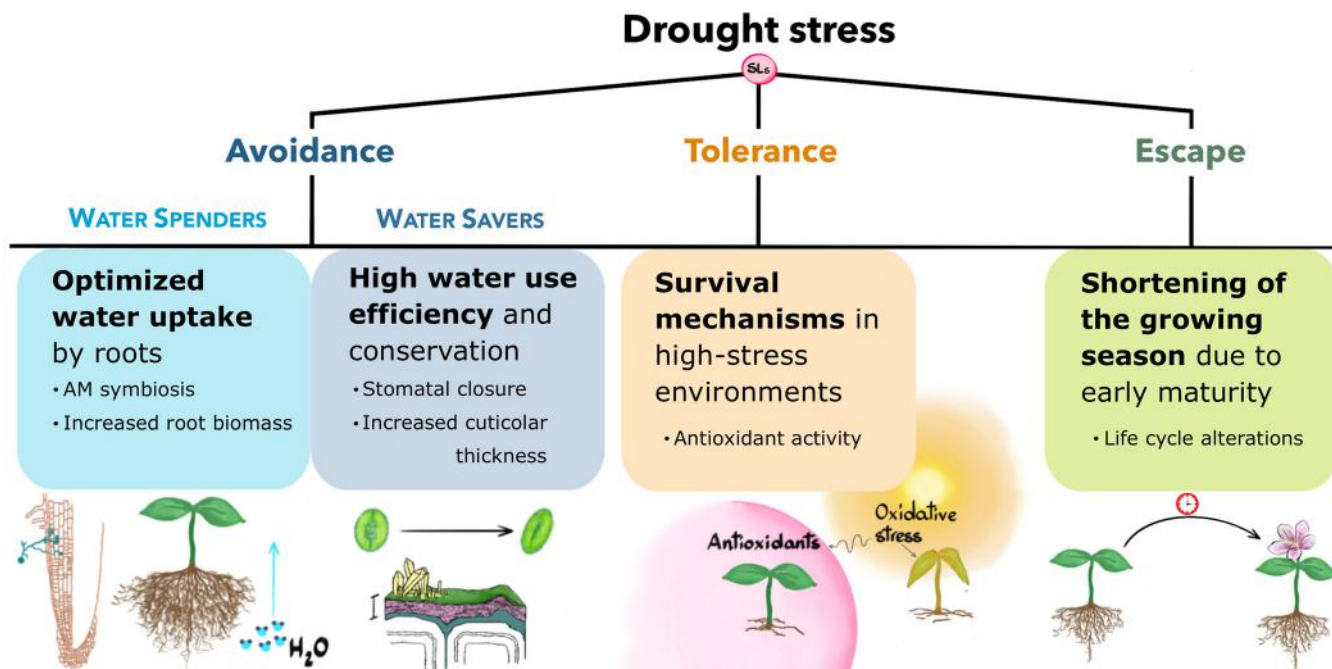 Drought stress
SLs
Avoidance
Tolerance
Escape
WATER SPENDERS
WATER SAVERS
Optimized
water uptake
by roots
• AM symbiosis
• Increased root biomass
High water use
efficiency and
conservation
• Stomatal closure
• Increased cuticolar
thickness
Survival
mechanisms in
high-stress
environments
• Antioxidant activity
Shortening of
the growing
season due to
early maturity
• Life cycle alterations
H2O
Antioxidants
Oxidative
stress